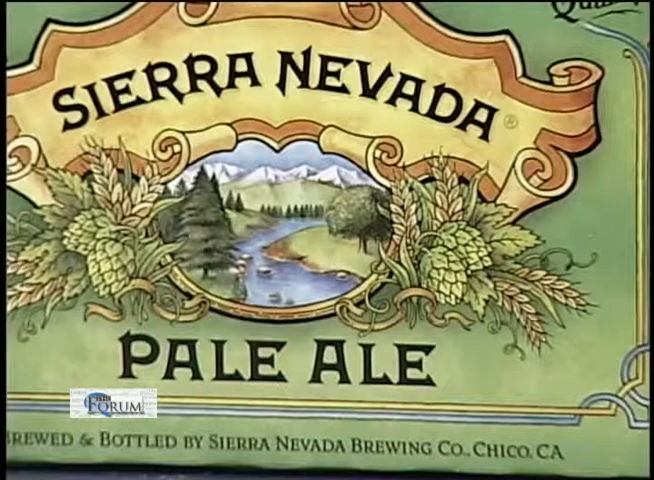 SIERRA NEVADA®
PALE ALE
FORUM
BREWED & BOTTLED BY SIERRA NEVADA BREWING CO., CHICO, CA